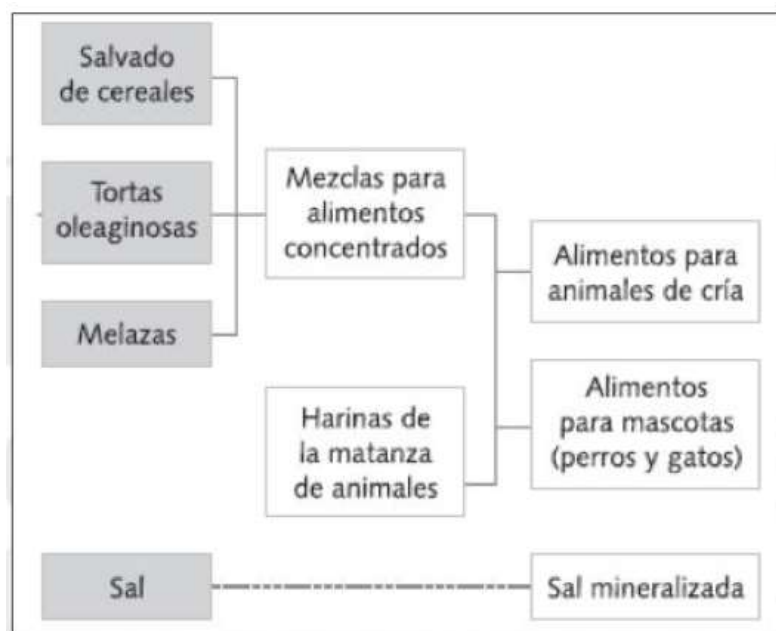 Salvado
de cereales
Tortas
oleaginosas
Melazas
Mezclas para
alimentos
concentrados
Harinas de
la matanza
de animales
Alimentos para
animales de cría
Alimentos
para mascotas
(perros y gatos)
Sal
Sal mineralizada